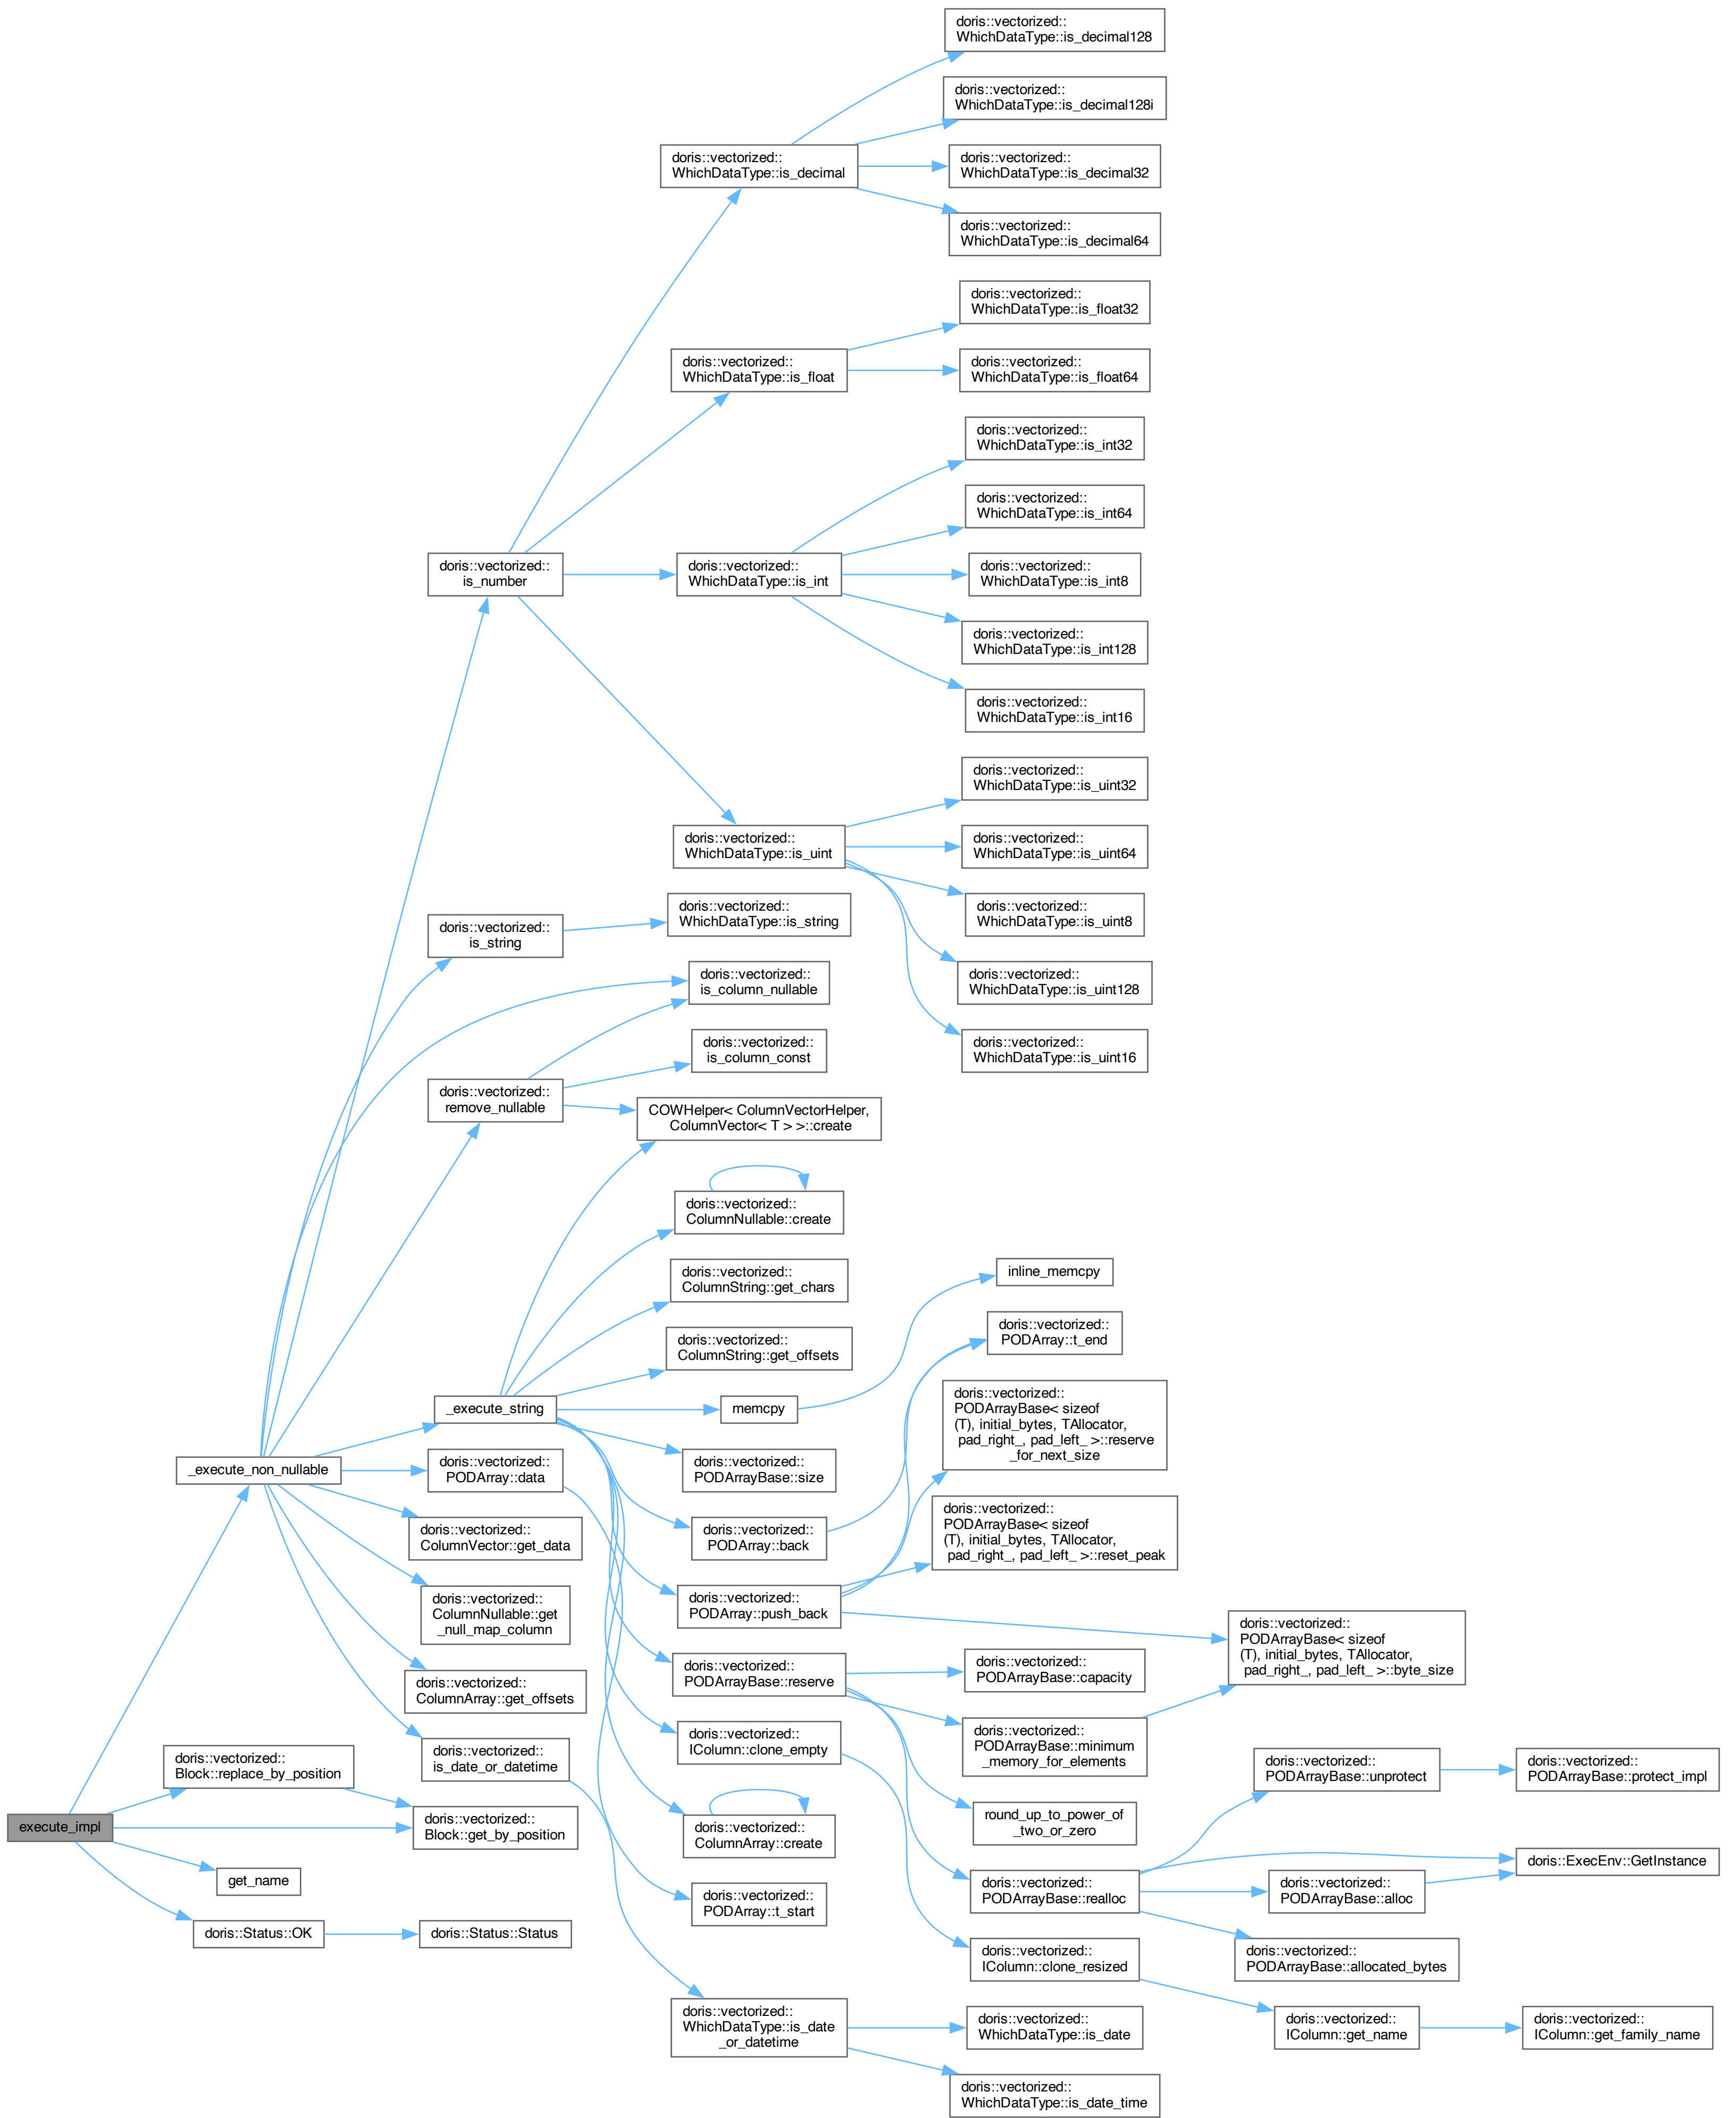 doris::vectorized::
WhichDataType::is_decimal128
doris::vectorized::
WhichDataType::is_decimal128i
doris::vectorized::
WhichDataType::is_decimal
doris::vectorized::
WhichDataType::is_decimal32
doris::vectorized::
WhichDataType::is_decimal64
doris::vectorized::
WhichDataType::is_float32
doris::vectorized::
WhichDataType::is_float
doris::vectorized::
WhichDataType::is_float64
doris::vectorized::
WhichDataType::is_int32
doris::vectorized::
WhichDataType::is_int64
doris::vectorized::
is_number
doris::vectorized::
WhichDataType::is_int
doris::vectorized::
WhichDataType::is_int8
doris::vectorized::
WhichDataType::is_int128
doris::vectorized::
WhichDataType::is_int16
doris::vectorized::
WhichDataType::is_uint32
doris::vectorized::
WhichDataType::is_uint
doris::vectorized::
WhichDataType::is_uint64
doris::vectorized::
WhichDataType::is_uint8
doris::vectorized::
is_string
doris::vectorized::
WhichDataType::is_string
doris::vectorized::
is_column_nullable
doris::vectorized::
WhichDataType::is_uint128
doris::vectorized::
is_column_const
doris::vectorized::
WhichDataType::is_uint16
doris::vectorized::
remove_nullable
COWHelper< ColumnVectorHelper,
ColumnVector< T > >::create
doris::vectorized::
ColumnNullable::create
doris::vectorized::
ColumnString::get_chars
inline_memcpy
doris::vectorized::
ColumnString::get_offsets
doris::vectorized::
PODArray::t_end
_execute_string
memcpy
doris::vectorized::
PODArrayBase< sizeof
(T), initial_bytes, TAllocator,
pad_right_, pad_left_ >::reserve
_for_next_size
_execute_non_nullable
doris::vectorized::
PODArray::data
doris::vectorized::
PODArrayBase::size
doris::vectorized::
ColumnVector::get_data
doris::vectorized::
PODArray::back
doris::vectorized::
PODArrayBase< sizeof
(T), initial_bytes, TAllocator,
pad_right_, pad_left_ >::reset_peak
doris::vectorized::
ColumnNullable::get
_null_map_column
doris::vectorized::
PODArray::push_back
doris::vectorized::
PODArrayBase< sizeof
(T), initial_bytes, TAllocator,
pad_right_, pad_left_ >::byte_size
doris::vectorized::
ColumnArray::get_offsets
doris::vectorized::
PODArrayBase::reserve
doris::vectorized::
PODArrayBase::capacity
doris::vectorized::
is_date_or_datetime
doris::vectorized::
IColumn::clone_empty
doris::vectorized::
PODArrayBase::minimum
_memory_for_elements
doris::vectorized::
Block::replace_by_position
doris::vectorized::
PODArrayBase::unprotect
doris::vectorized::
PODArrayBase::protect_impl
execute_impl
doris::vectorized::
Block::get_by_position
doris::vectorized::
ColumnArray::create
round_up_to_power_of
_two_or_zero
get_name
doris::vectorized::
PODArray::t_start
doris::vectorized::
PODArrayBase::realloc
doris::vectorized::
PODArrayBase::alloc
doris::ExecEnv::GetInstance
doris::Status::OK
doris::Status::Status
doris::vectorized::
IColumn::clone_resized
doris::vectorized::
PODArrayBase::allocated_bytes
doris::vectorized::
WhichDataType::is_date
_or_datetime
doris::vectorized::
WhichDataType::is_date
doris::vectorized::
IColumn::get_name
doris::vectorized::
IColumn::get_family_name
doris::vectorized::
WhichDataType::is_date_time